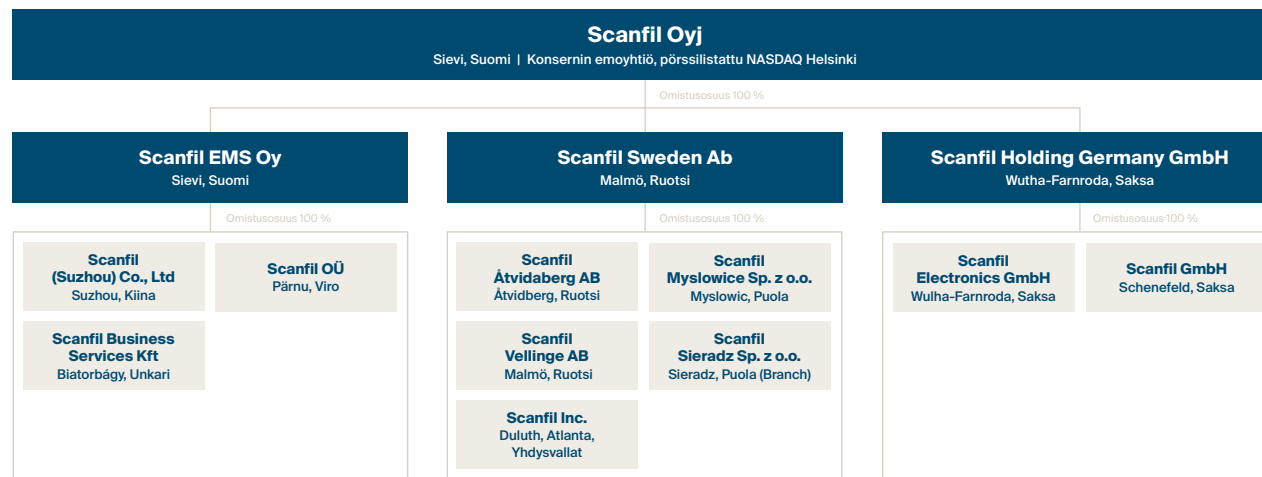 Scanfil Oyj
Sievi, Suomi | Konsernin emoyhtiö, pörssilistattu NASDAQ Helsinki
Omistusosuus 100 %
Scanfil EMS Oy
Sievi, Suomi
Omistusosuus 100 %
Scanfil
(Suzhou) Co., Ltd
Suzhou, Kiina
Scanfil OÜ
Pärnu, Viro
Scanfil Business
Services Kft
Biatorbágy, Unkari
Scanfil Sweden Ab
Malmö, Ruotsi
Omistusosuus 100 %
Scanfil
Åtvidaberg AB
Åtvidberg, Ruotsi
Scanfil
Myslowice Sp. z o.o.
Myslowic, Puola
Scanfil
Vellinge AB
Malmö, Ruotsi
Scanfil
Sieradz Sp. z o.o.
Sieradz, Puola (Branch)
Scanfil Inc.
Duluth, Atlanta,
Yhdysvallat
Scanfil Holding Germany GmbH
Wutha-Farnroda, Saksa
Omistusosuus 100 %
Scanfil
Electronics GmbH
Wulha-Farnroda, Saksa
Scanfil GmbH
Schenefeld, Saksa